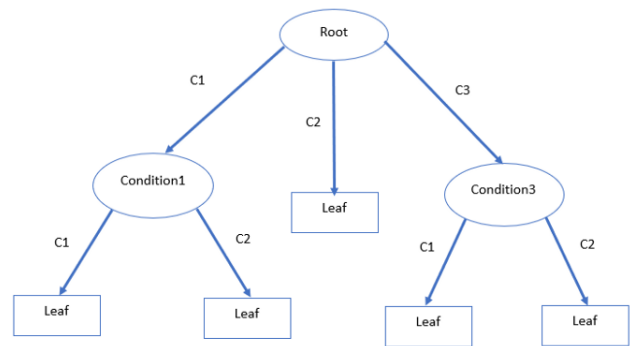 Root
C1
C2
C3
Condition1
Leaf
Condition3
C1
C2
C1
C2
Leaf
Leaf
Leaf
Leaf